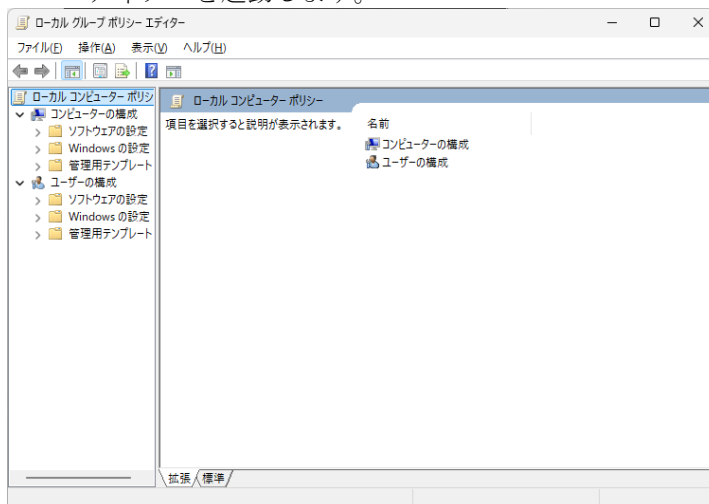 を起動します。
ローカル グループ ポリシー エディター
ファイル(F) 操作(A) 表示(V) ヘルプ(H)
ローカル コンピューター ポリシ
コンピューターの構成
ソフトウェアの設定
Windows の設定
管理用テンプレート
ユーザーの構成
ソフトウェアの設定
Windows の設定
管理用テンプレート
ローカル コンピューター ポリシー
項目を選択すると説明が表示されます。
名前
コンピューターの構成
ユーザーの構成
拡張 標準